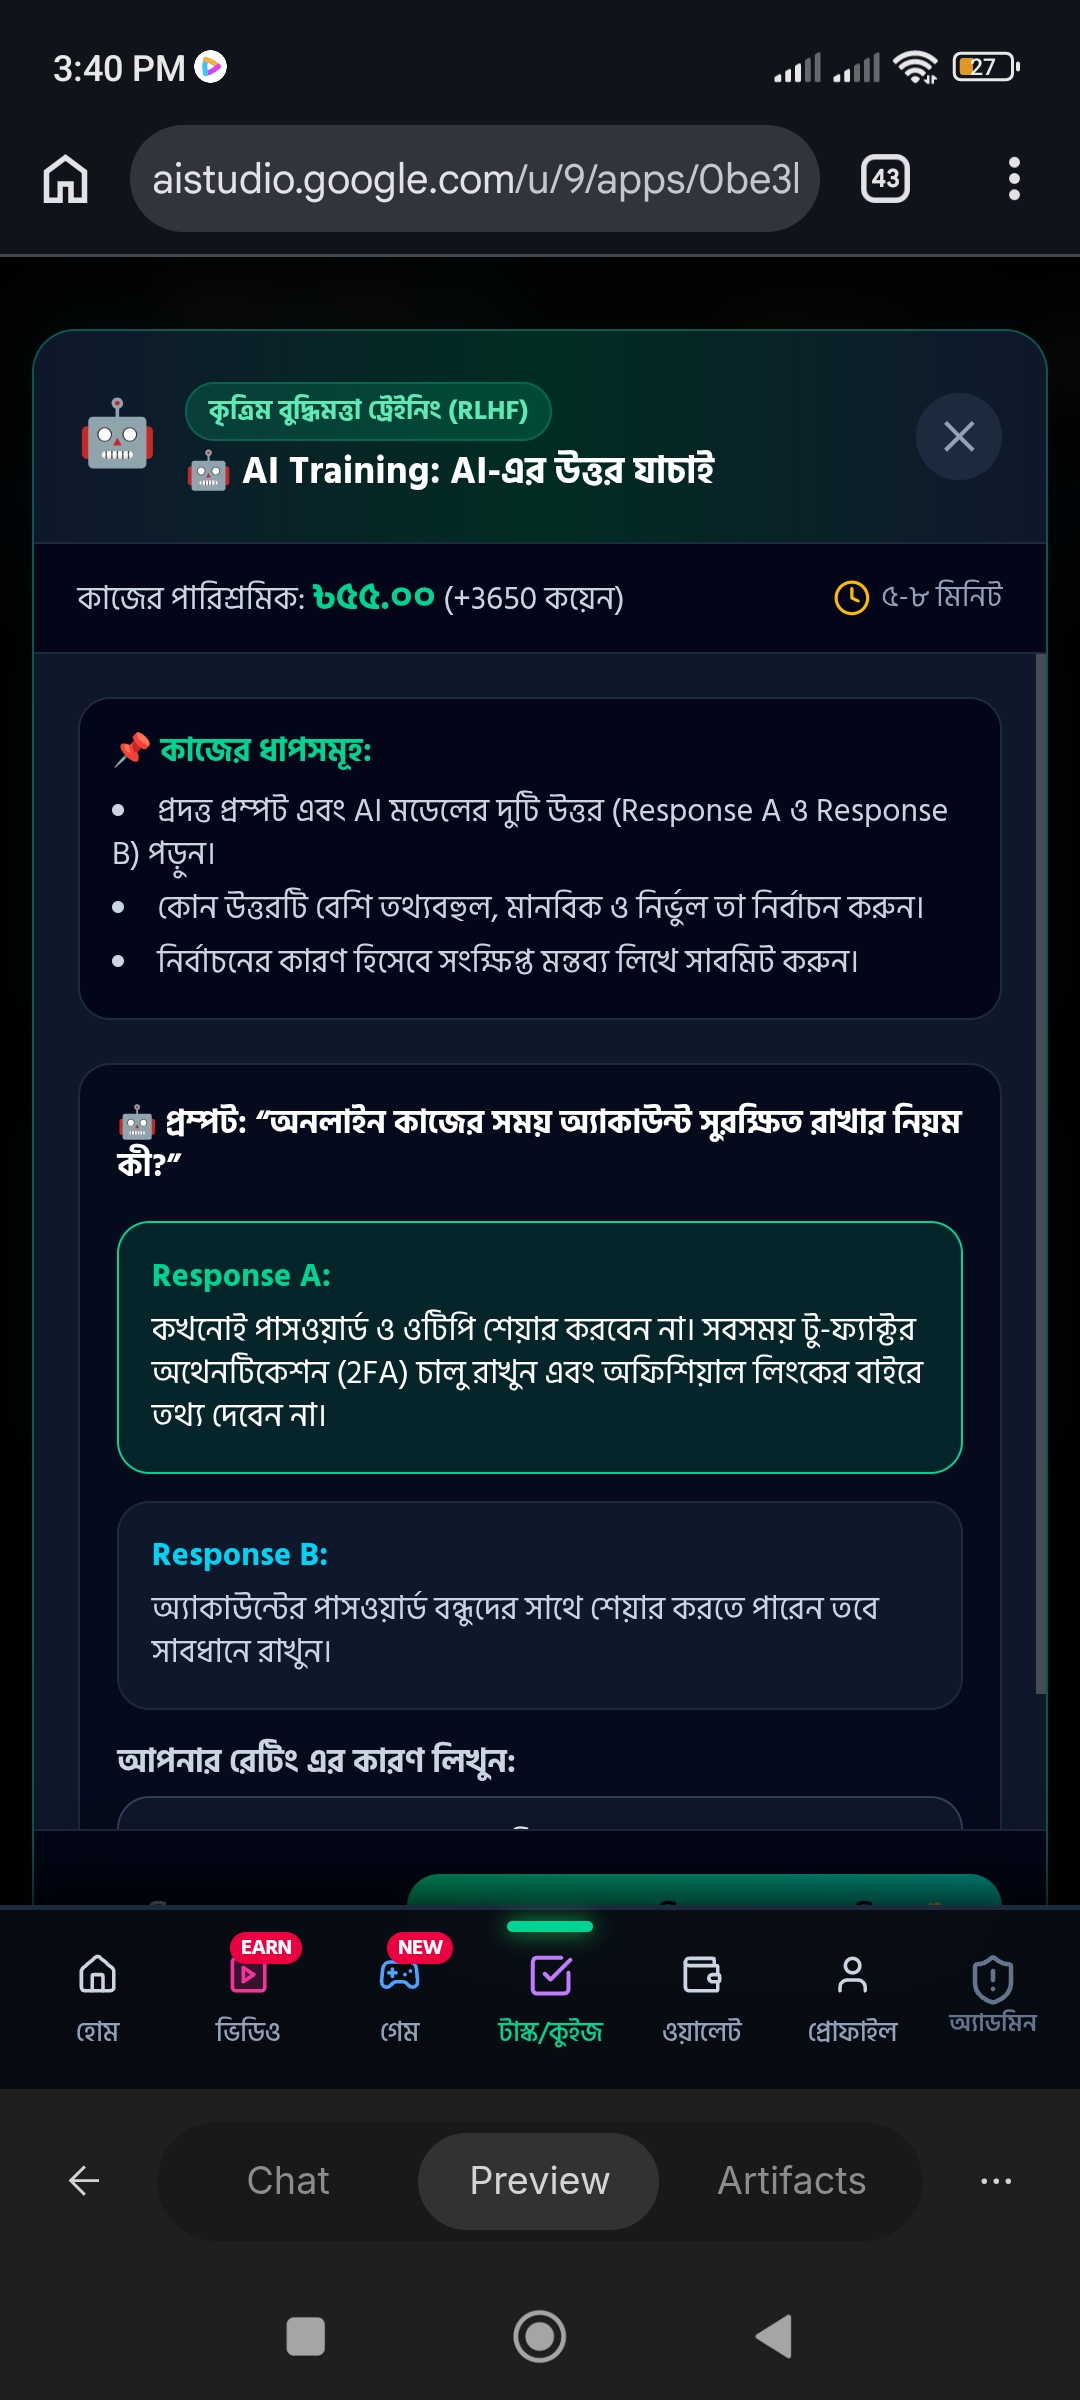 3:40 PM
27
aistudio.google.com/u/9/apps/0be3l
43
কৃত্রিম বুদ্ধিমত্তা ট্রেইনিং (RLHF)
AI Training: AI-এর উত্তর যাচাই
কাজের পারিশ্রমিক: ৳৫৫.০০ (+3650 কয়েন)
৫-৮ মিনিট
কাজের ধাপসমূহ:
• প্রদত্ত প্রম্পট এবং AI মডেলের দুটি উত্তর (Response A ও Response
B) পড়ুন।
• কোন উত্তরটি বেশি তথ্যবহুল, মানবিক ও নির্ভুল তা নির্বাচন করুন।
• নির্বাচনের কারণ হিসেবে সংক্ষিপ্ত মন্তব্য লিখে সাবমিট করুন।
প্রম্পট: “অনলাইন কাজের সময় অ্যাকাউন্ট সুরক্ষিত রাখার নিয়ম
কী?”
Response A:
কখনোই পাসওয়ার্ড ও ওটিপি শেয়ার করবেন না। সবসময় টু-ফ্যাক্টর
অথেনটিকেশন (2FA) চালু রাখুন এবং অফিশিয়াল লিংকের বাইরে
তথ্য দেবেন না।
Response B:
অ্যাকাউন্টের পাসওয়ার্ড বন্ধুদের সাথে শেয়ার করতে পারেন তবে
সাবধানে রাখুন।
আপনার রেটিং এর কারণ লিখুন:
EARN
NEW
হোম
ভিডিও
গেম
টাস্ক/কুইজ
ওয়ালেট
প্রোফাইল
অ্যাডমিন
Chat
Preview
Artifacts